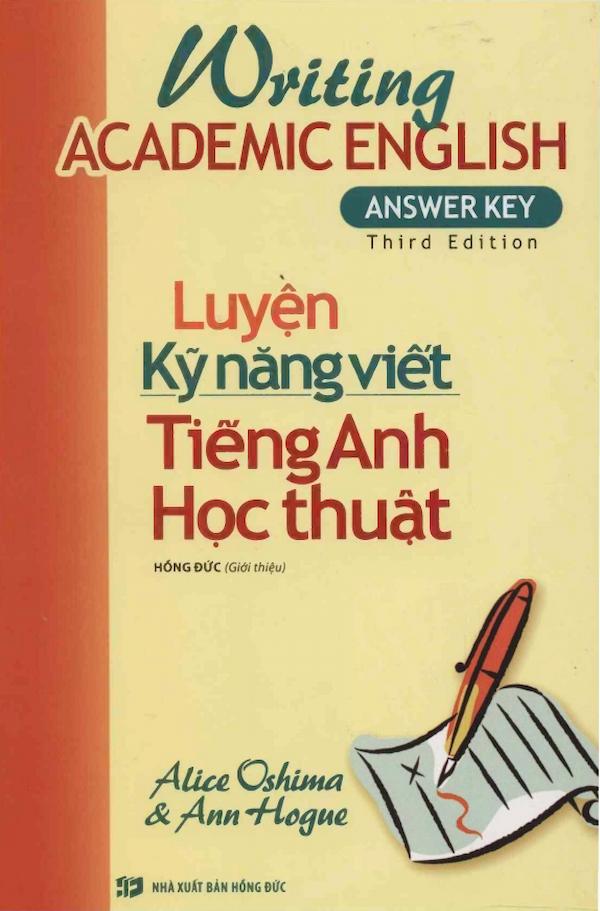 Writing
ACADEMIC ENGLISH
ANSWER KEY
Third Edition
Luyện
Kỹ năng viết
Tiếng Anh
Học thuật
HỒNG ĐỨC (Giới thiệu)
Alice Oshima
& Ann Hogue
NHÀ XUẤT BẢN HỒNG ĐỨC